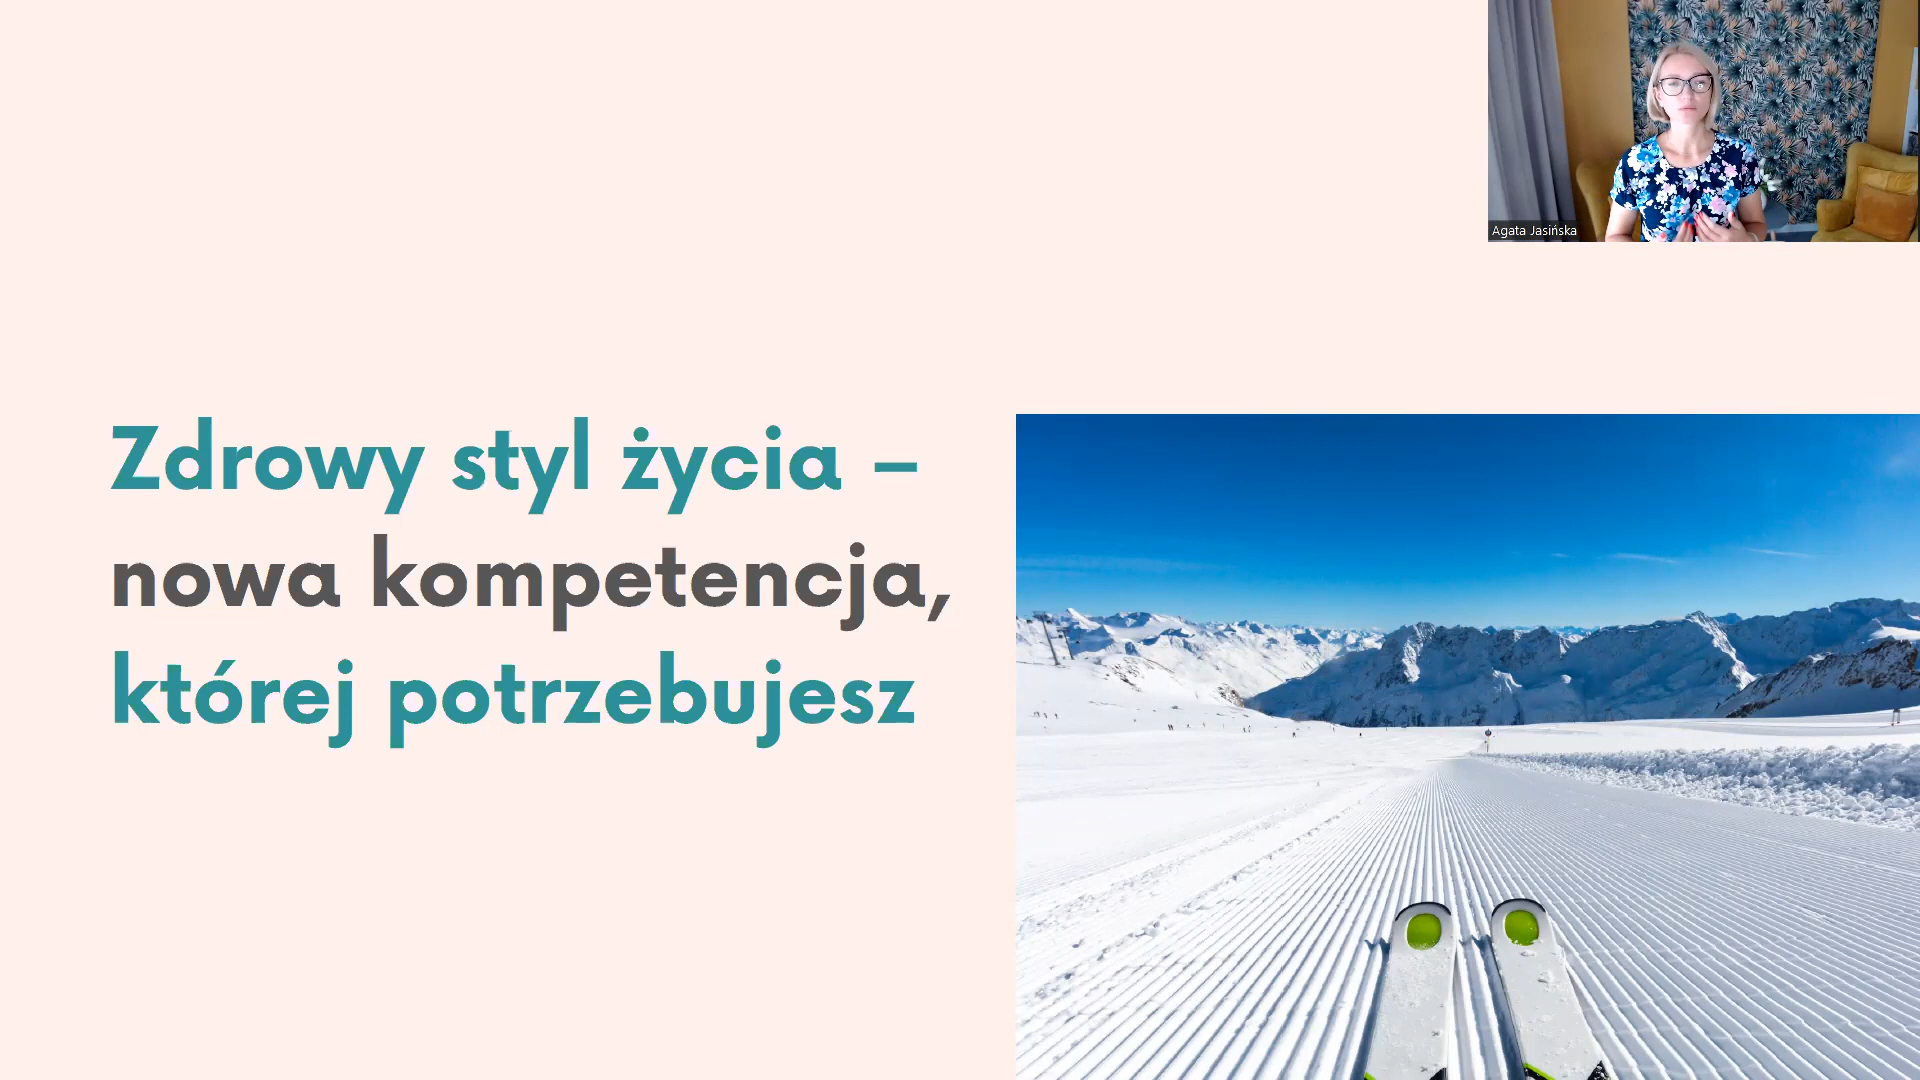 Agata Jasińska
Zdrowy styl życia –
nowa kompetencja,
której potrzebujesz